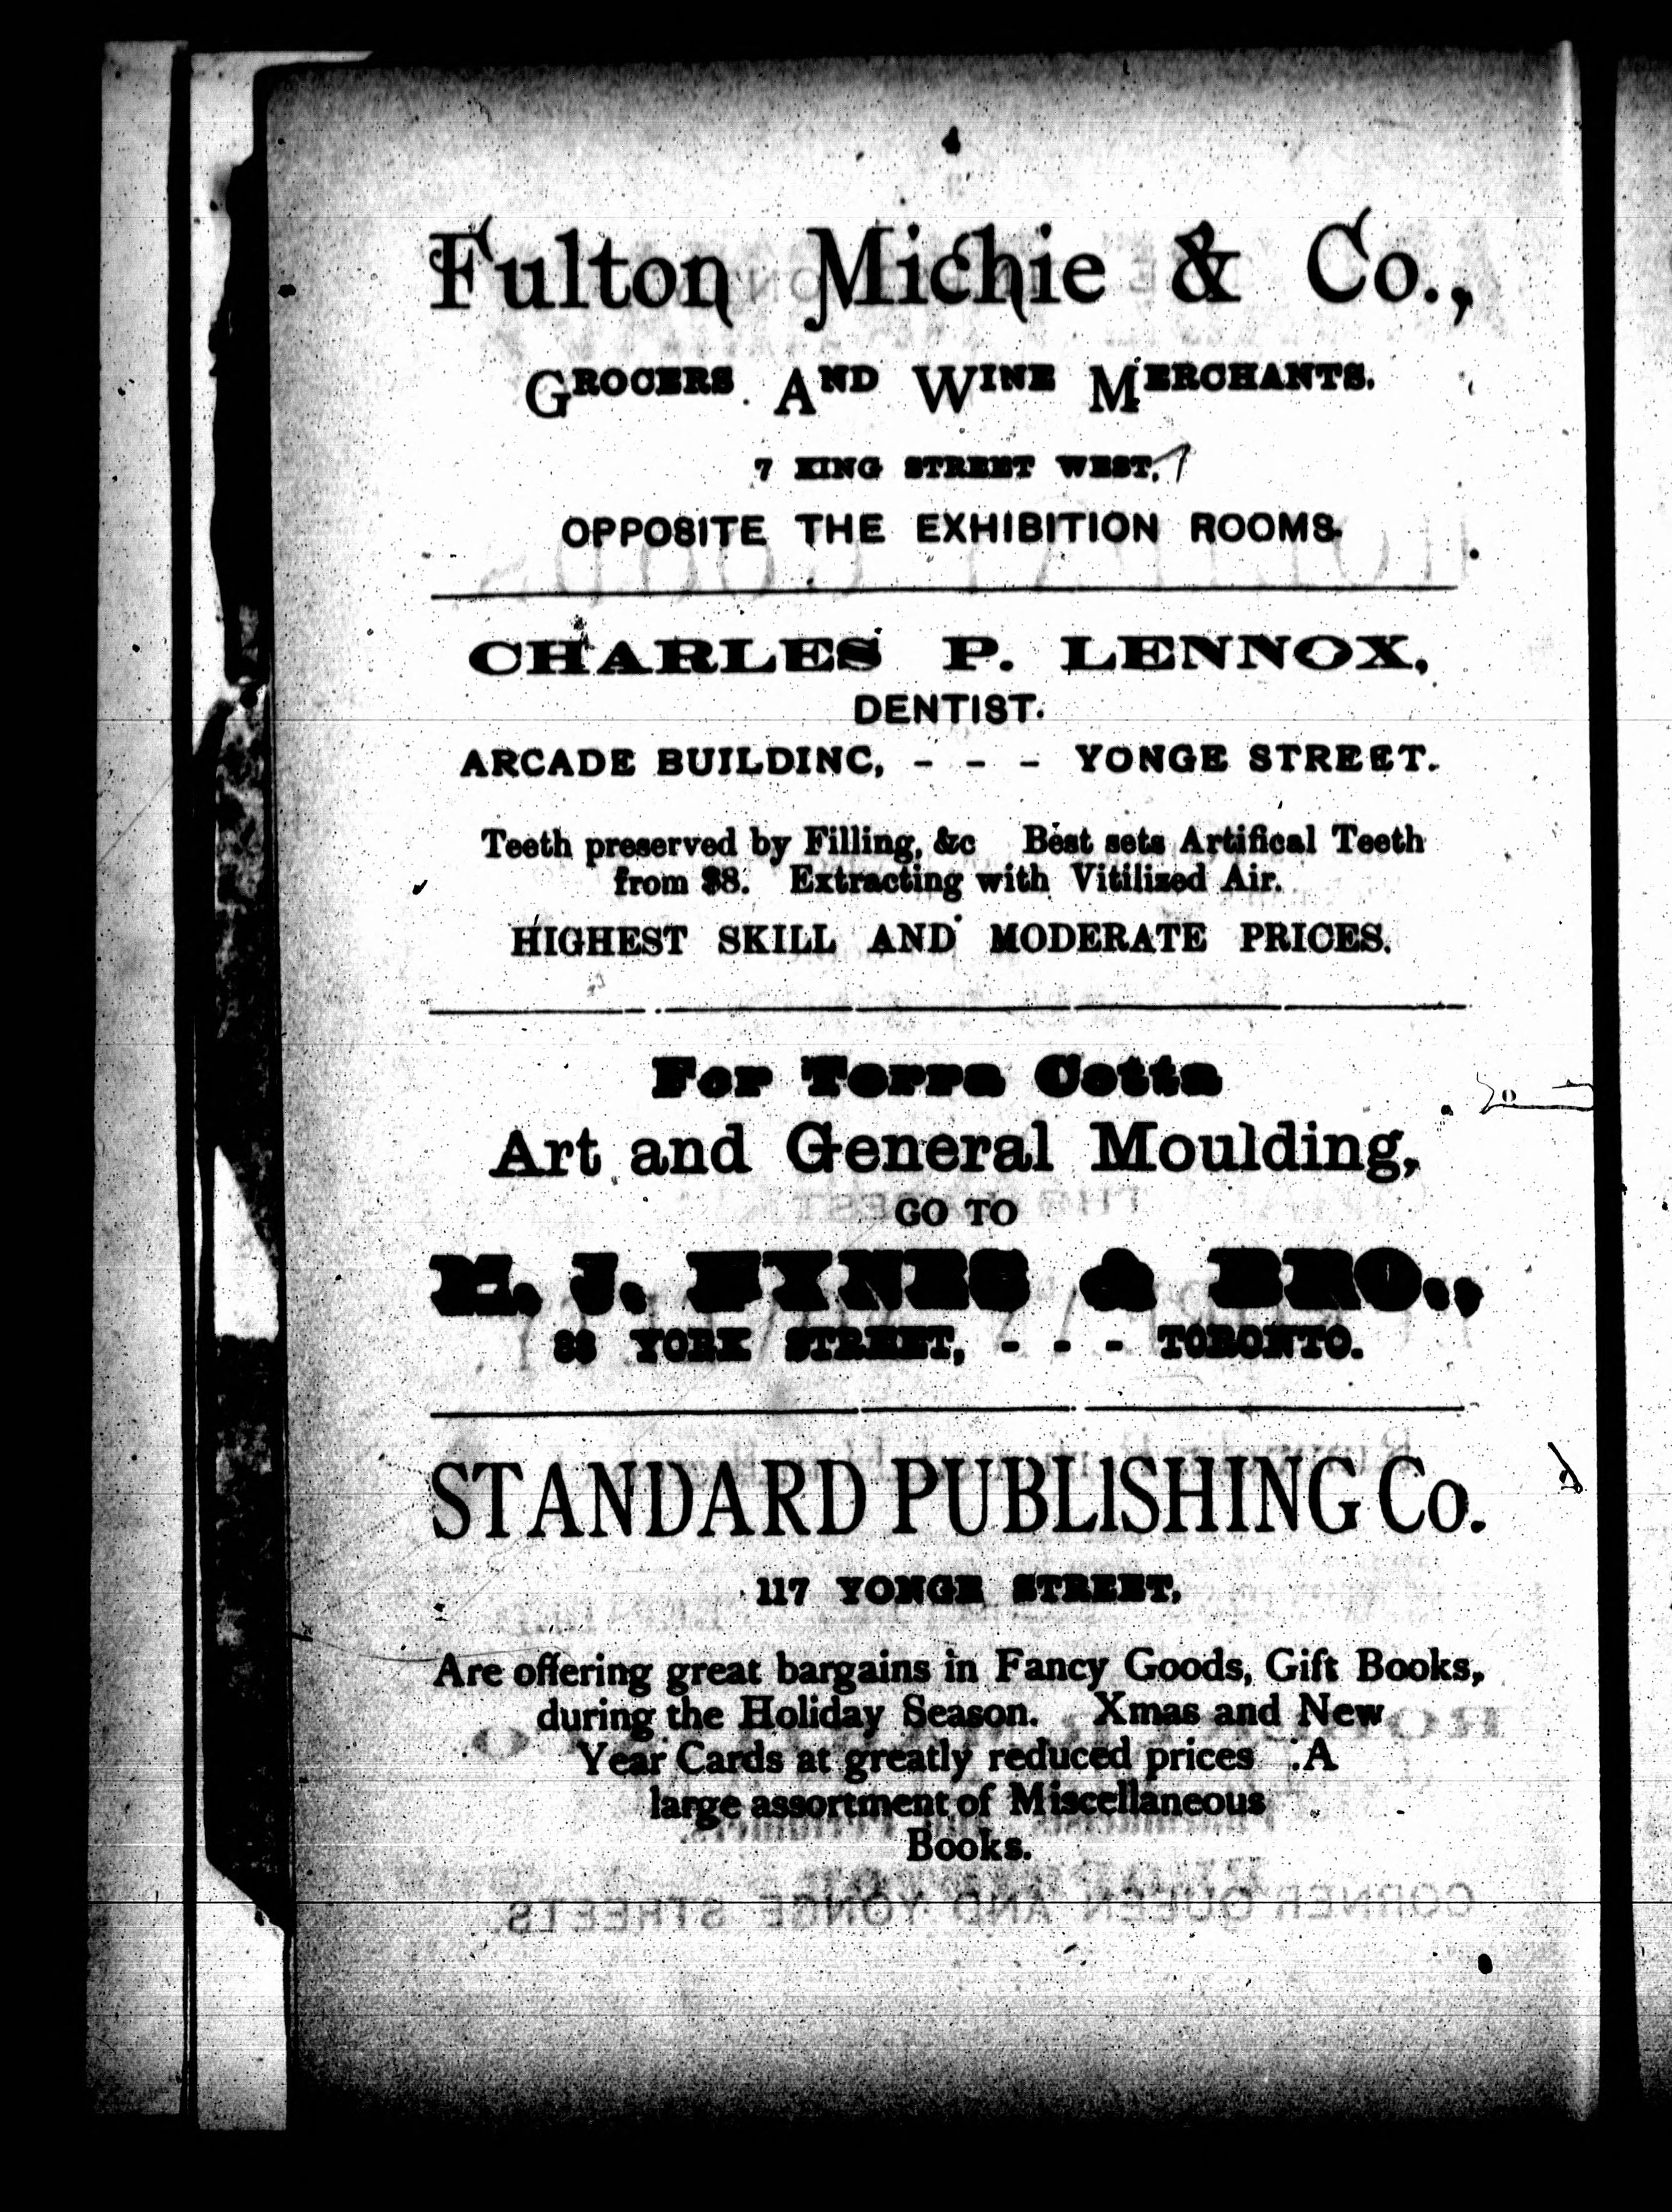 4
Fulton Michie & Co.,
GROCERS AND WINE MERCHANTS.
7 KING STREET WEST,
OPPOSITE THE EXHIBITION ROOMS.
CHARLES P. LENNOX,
DENTIST.
ARCADE BUILDING, - - - YONGE STREET.
Teeth preserved by Filling, &c Best sets Artifical Teeth
from $8. Extracting with Vitilized Air.
HIGHEST SKILL AND MODERATE PRICES.
For Terra Cotta
Art and General Moulding,
GO TO
M. J. HYNES & BRO.,
YORK STREET, - - - TORONTO.
STANDARD PUBLISHING Co.
117 YONGE STREET,
Are offering great bargains in Fancy Goods, Gift Books,
during the Holiday Season. Xmas and New
Year Cards at greatly reduced prices .A
large assortment of Miscellaneous
Books.